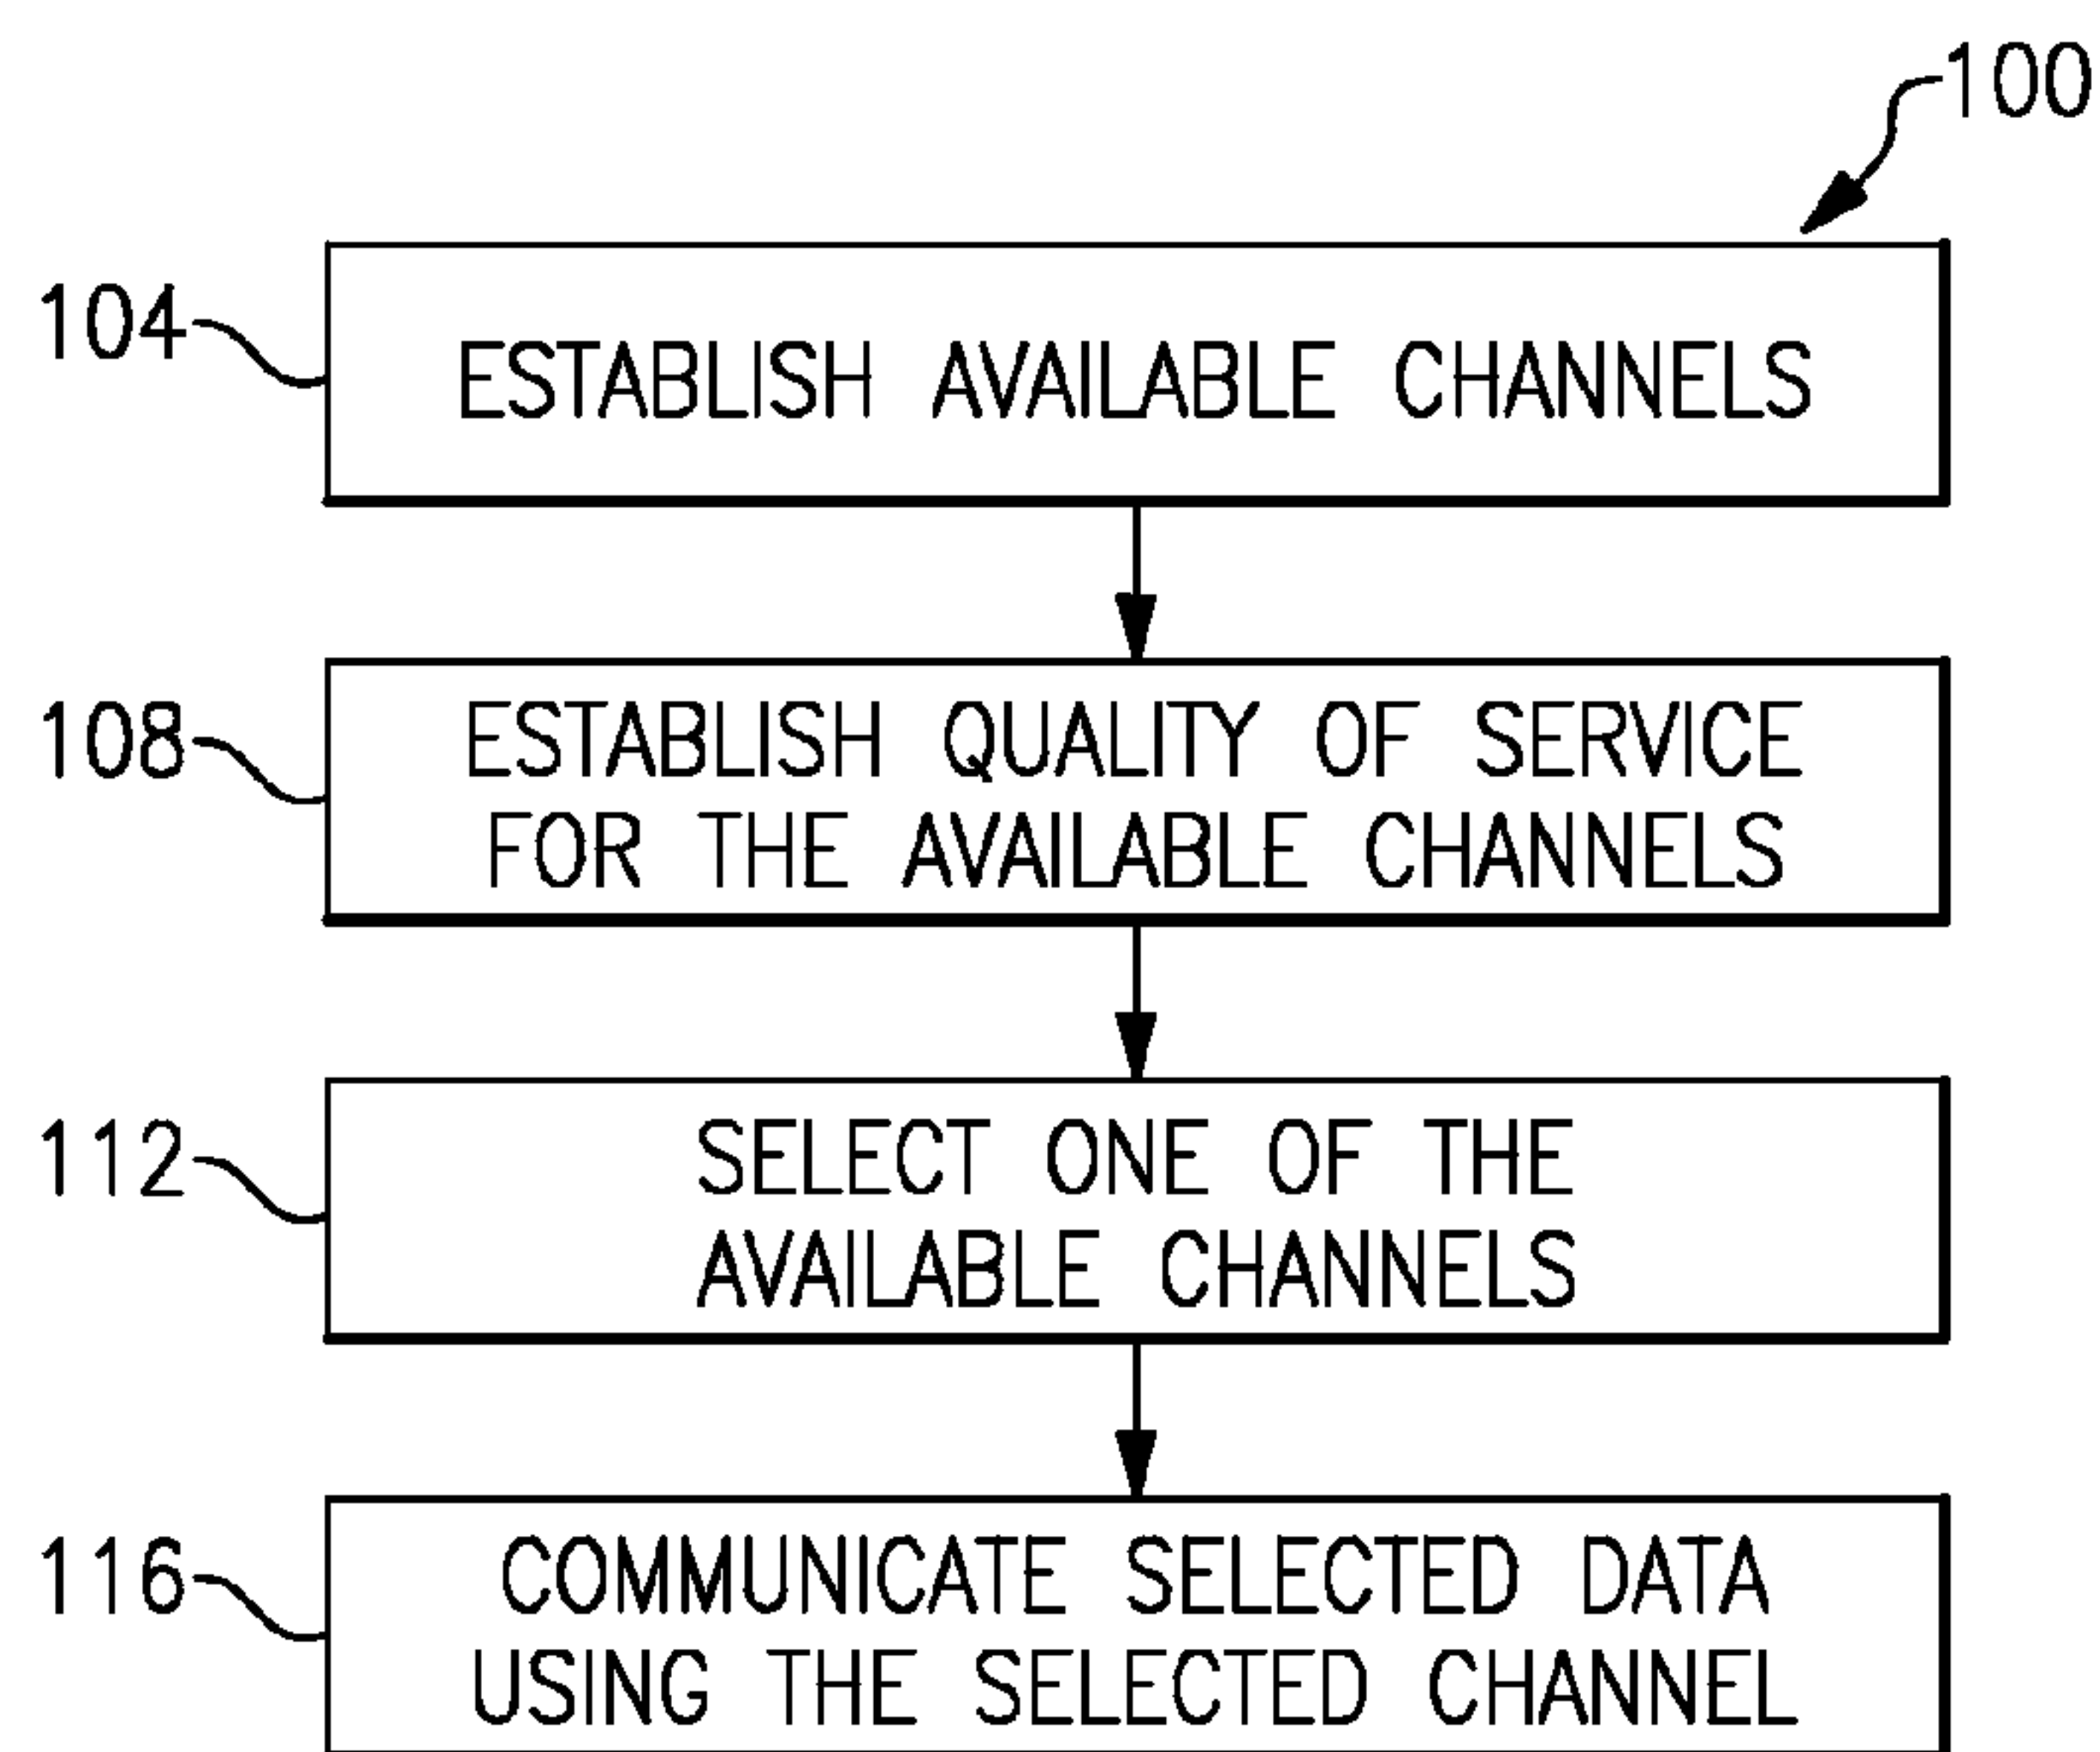 100
104
ESTABLISH AVAILABLE CHANNELS
108
ESTABLISH QUALITY OF SERVICE
FOR THE AVAILABLE CHANNELS
112
SELECT ONE OF THE
AVAILABLE CHANNELS
116
COMMUNICATE SELECTED DATA
USING THE SELECTED CHANNEL